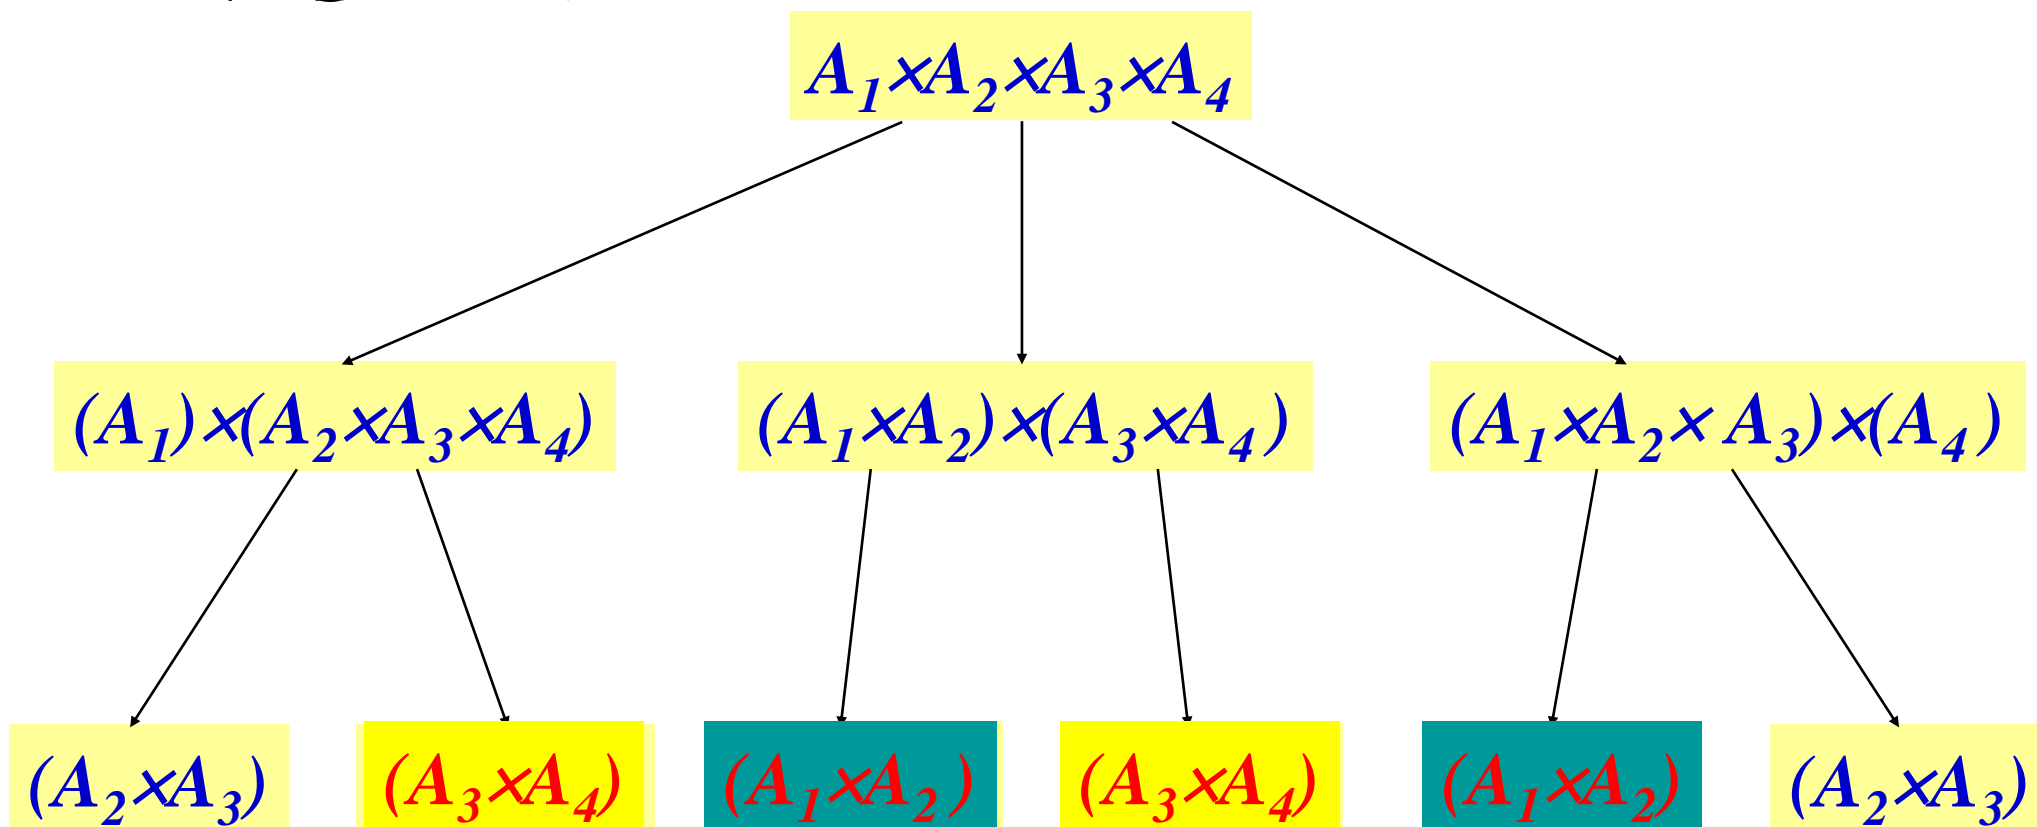 A₁×A₂×A₃×A₄
(A₁)×(A₂×A₃×A₄)
(A₁×A₂)×(A₃×A₄ )
(A₁×A₂× A₃)×(A₄ )
(A₂×A₃)
(A₃×A₄)
(A₁×A₂ )
(A₃×A₄)
(A₁×A₂)
(A₂×A₃)